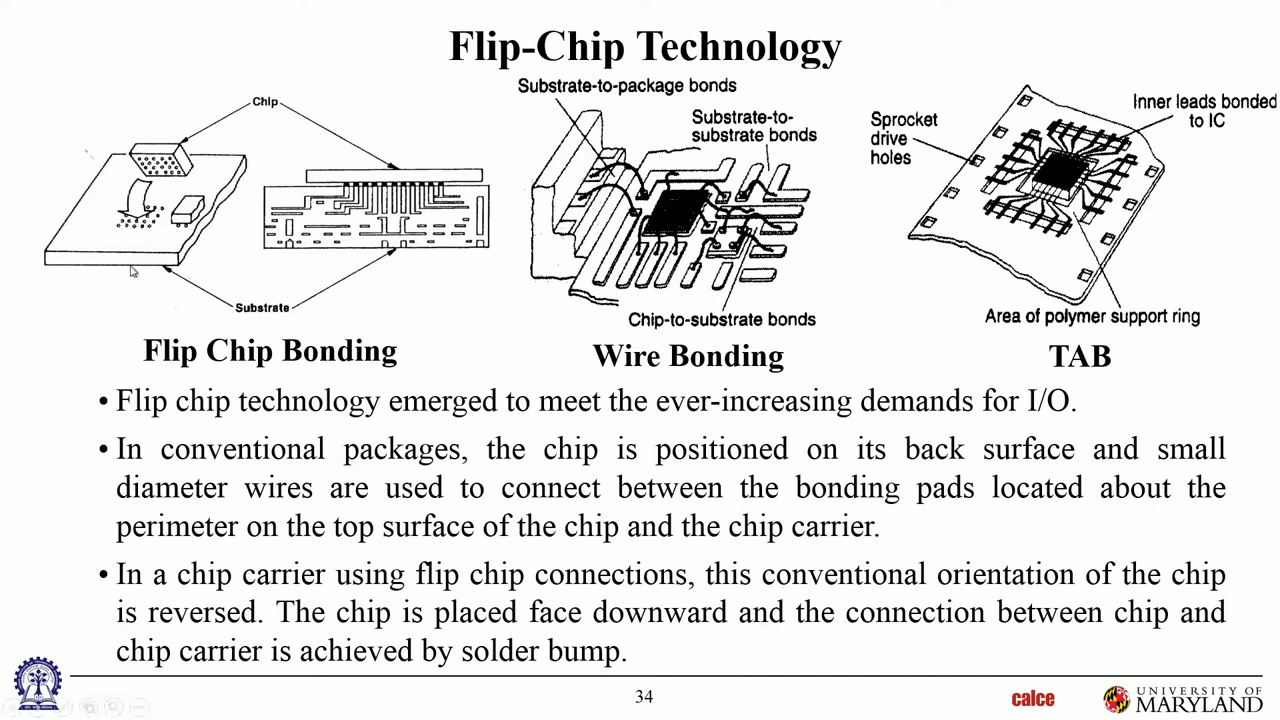 Flip-Chip Technology
Chip
Substrate
Substrate-to-package bonds
Substrate-to-
substrate bonds
Chip-to-substrate bonds
Sprocket
drive
holes
Inner leads bonded
to IC
Area of polymer support ring
Flip Chip Bonding
Wire Bonding
TAB
• Flip chip technology emerged to meet the ever-increasing demands for I/O.
• In conventional packages, the chip is positioned on its back surface and small
diameter wires are used to connect between the bonding pads located about the
perimeter on the top surface of the chip and the chip carrier.
• In a chip carrier using flip chip connections, this conventional orientation of the chip
is reversed. The chip is placed face downward and the connection between chip and
chip carrier is achieved by solder bump.
34
calce
UNIVERSITY OF
MARYLAND